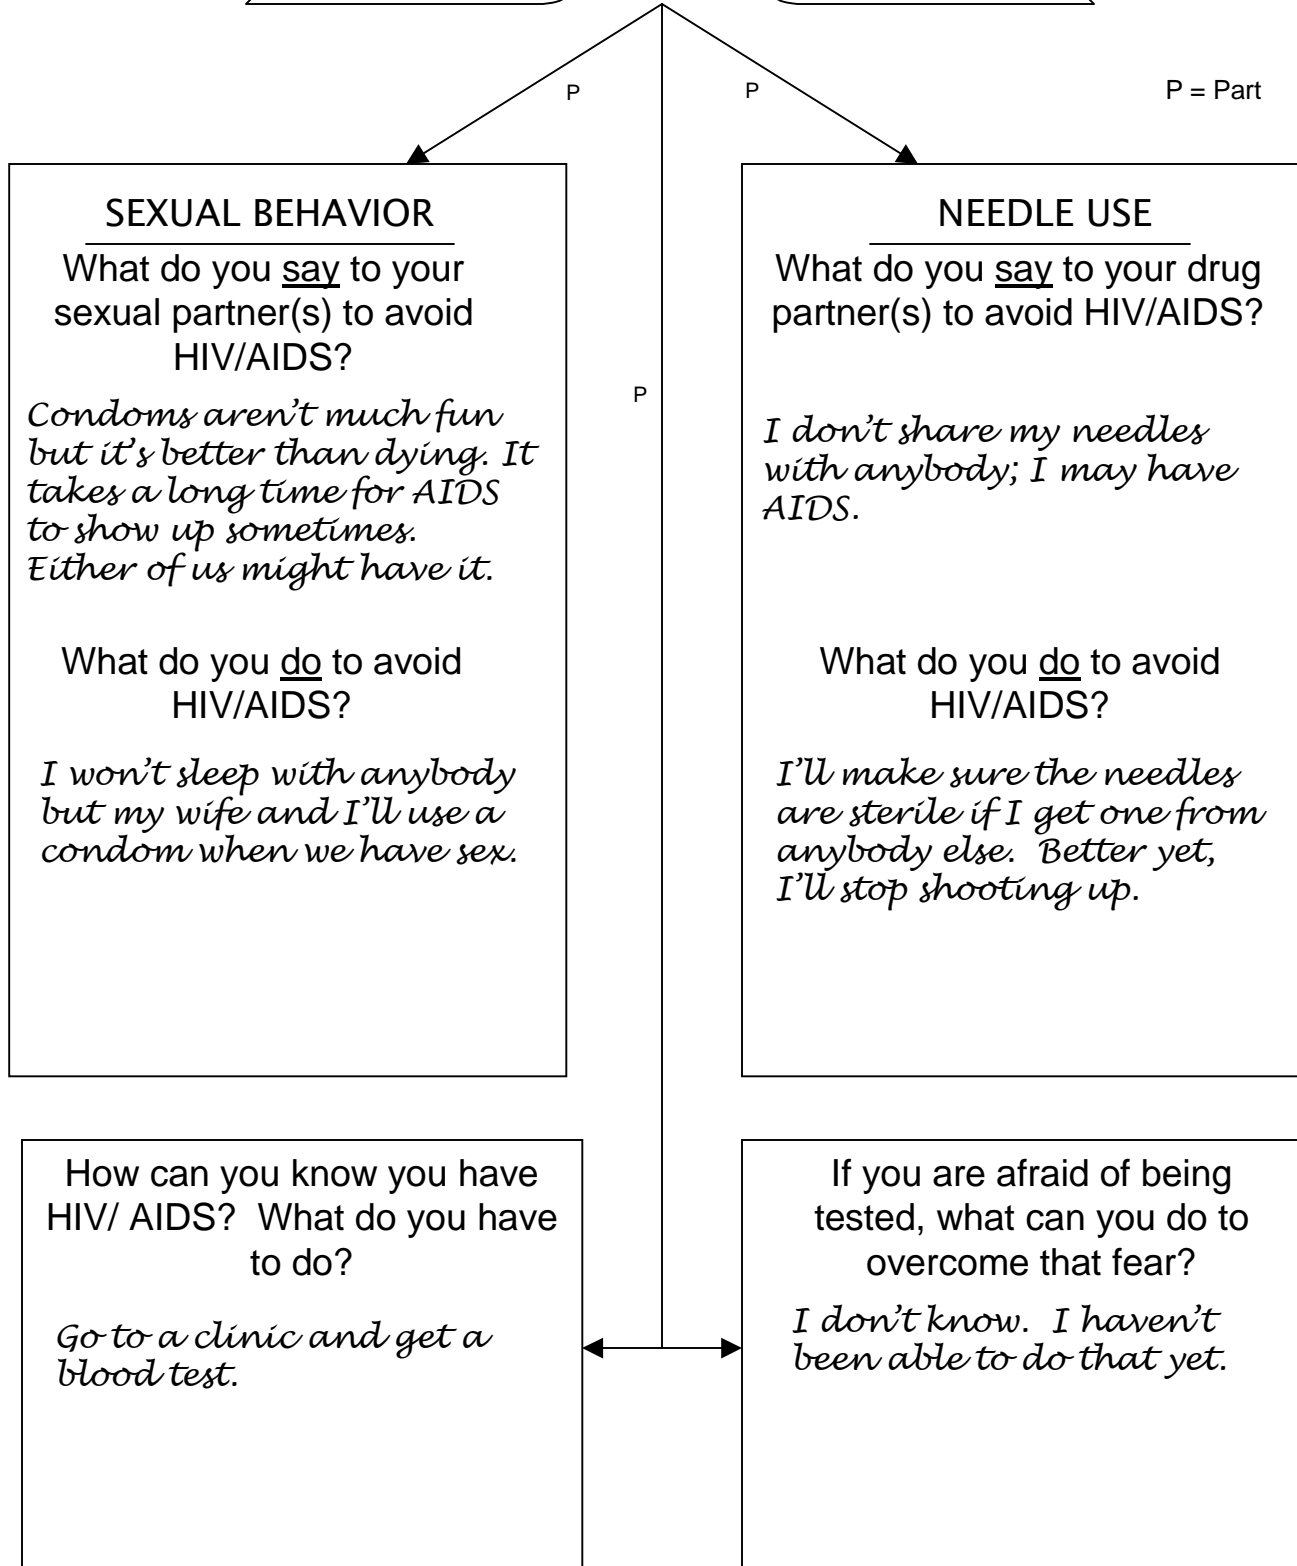 P
P
P = Part
SEXUAL BEHAVIOR
What do you say to your
sexual partner(s) to avoid
HIV/AIDS?
Condoms aren't much fun
but it's better than dying. It
takes a long time for AIDS
to show up sometimes.
Either of us might have it.
What do you do to avoid
HIV/AIDS?
I won't sleep with anybody
but my wife and I'll use a
condom when we have sex.
P
NEEDLE USE
What do you say to your drug
partner(s) to avoid HIV/AIDS?
I don't share my needles
with anybody; I may have
AIDS.
What do you do to avoid
HIV/AIDS?
I'll make sure the needles
are sterile if I get one from
anybody else.  Better yet,
I'll stop shooting up.
How can you know you have
HIV/ AIDS?  What do you have
to do?
Go to a clinic and get a
blood test.
If you are afraid of being
tested, what can you do to
overcome that fear?
I don't know.  I haven't
been able to do that yet.